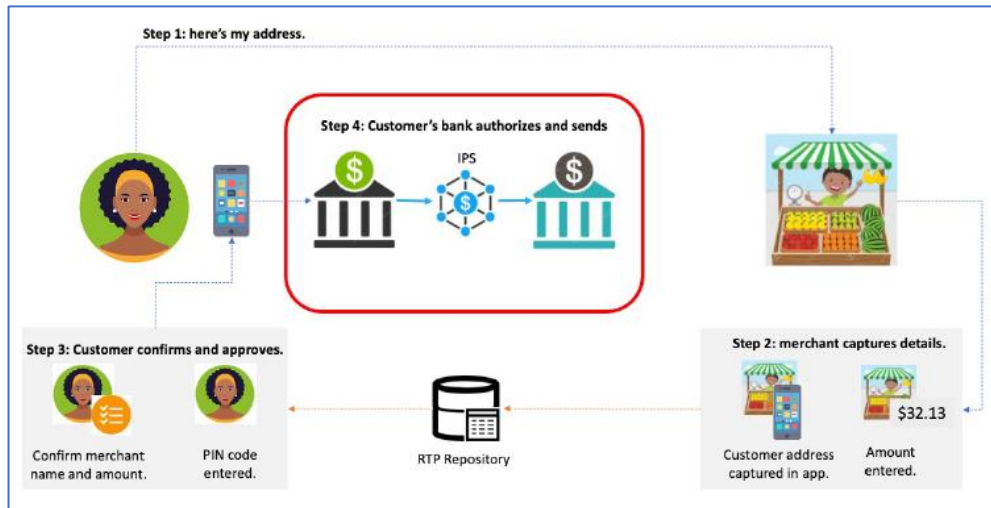 Step 1: here's my address.
Step 4: Customer's bank authorizes and sends
IPS
$
$
$
Step 3: Customer confirms and approves.
Confirm merchant
name and amount.
PIN code
entered.
RTP Repository
Step 2: merchant captures details.
$32.13
Customer address
captured in app.
Amount
entered.